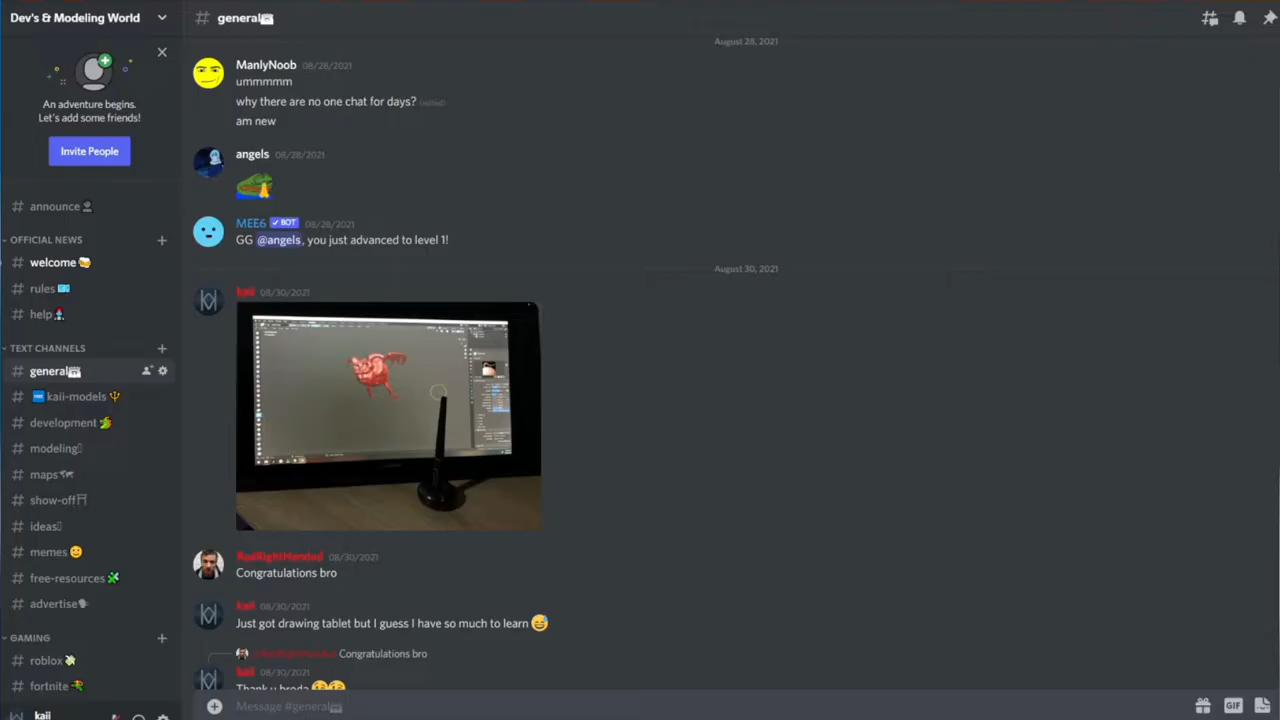 Dev's & Modeling World
general
August 28, 2021
An adventure begins.
Let's add some friends!
Invite People
announce
OFFICIAL NEWS
welcome
rules
help
TEXT CHANNELS
general
kaii-models
development
modeling
maps
show-off
ideas
memes
free-resources
advertise
GAMING
roblox
fortnite
kaii
ManlyNoob 08/28/2021
ummmmm
why there are no one chat for days? (edited)
am new
angels 08/28/2021
MEE6 BOT 08/28/2021
GG @angels, you just advanced to level 1!
August 30, 2021
kaii 08/30/2021
RedRightHanded 08/30/2021
Congratulations bro
kaii 08/30/2021
Just got drawing tablet but I guess I have so much to learn
Congratulations bro
kaii 08/30/2021
Thank u broda
Message #general
GIF